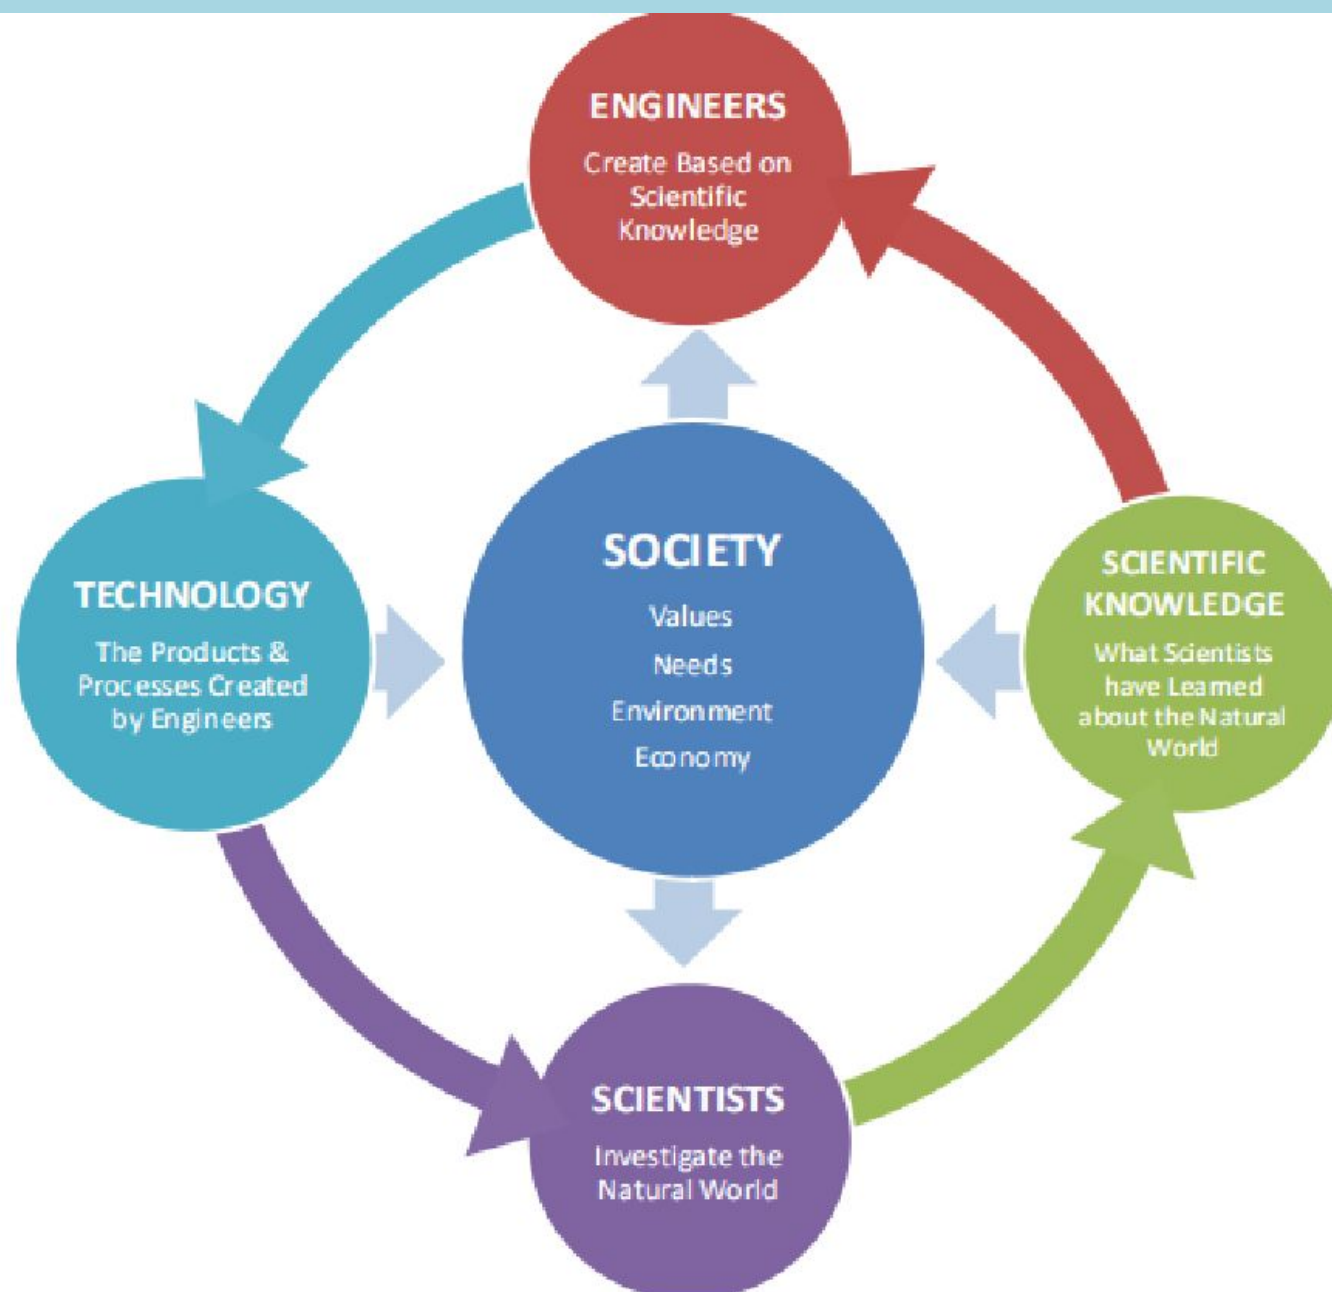 ENGINEERS
Create Based on
Scientific
Knowledge
TECHNOLOGY
The Products &
Processes Created
by Engineers
SOCIETY
Values
Needs
Environment
Economy
SCIENTIFIC
KNOWLEDGE
What Scientists
have Learned
about the Natural
World
SCIENTISTS
Investigate the
Natural World